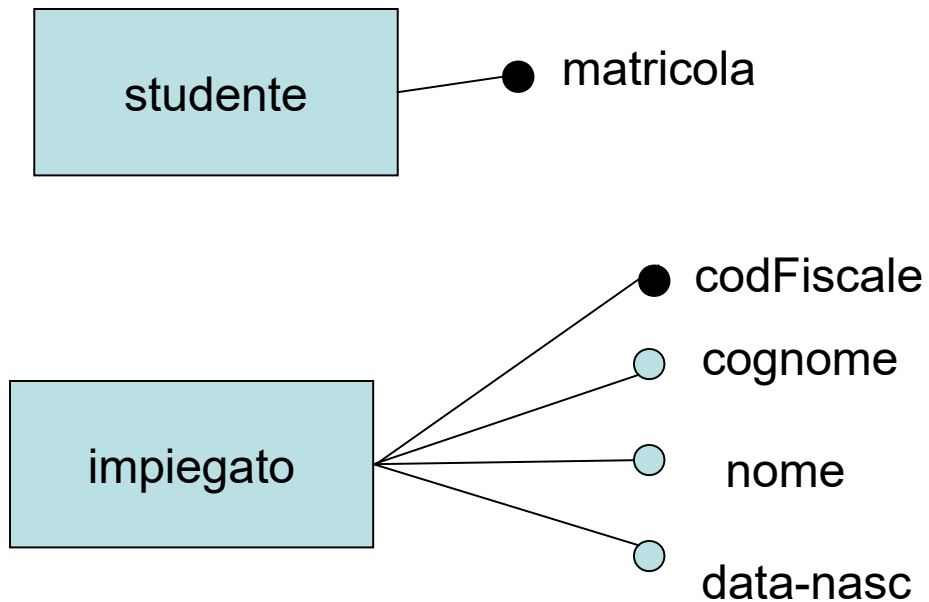 studente
matricola
codFiscale
cognome
impiegato
nome
data-nasc